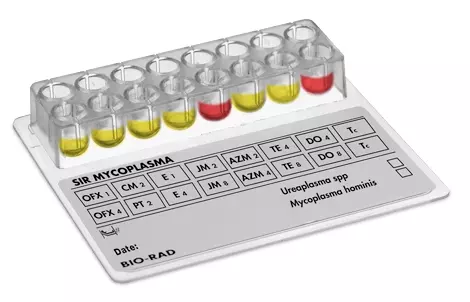 SIR MYCOPLASMA
OFX 1 CM 2 E 1 JM 2 AZM 2 TE 4 DO 4 Tc
OFX 4 PT 2 E 4 JM 8 AZM 4 TE 8 DO 8 Tc
Ureaplasma spp
Mycoplasma hominis
Date:
BIO-RAD